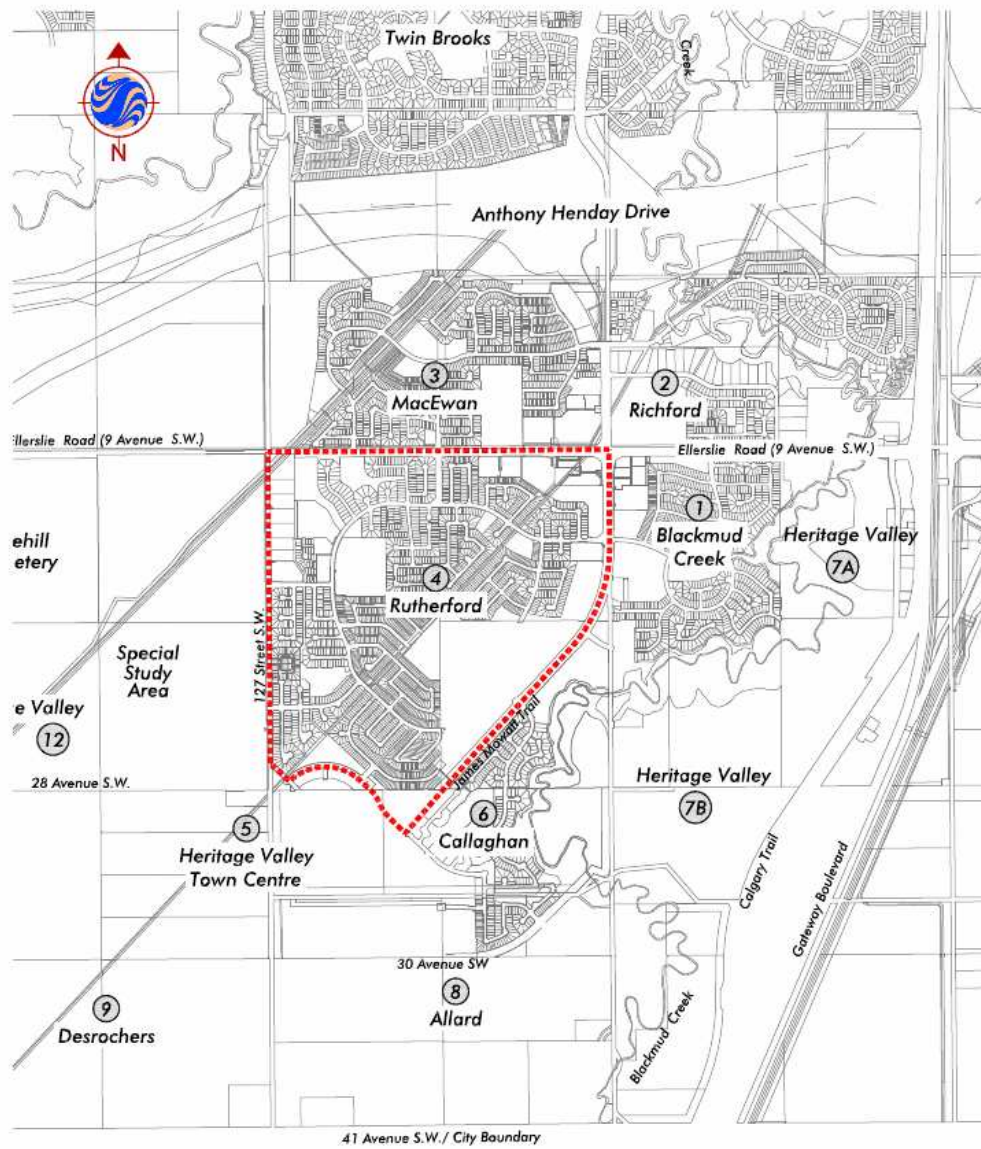 Twin Brooks
Creek
N
Anthony Henday Drive
3
MacEwan
2
Richford
Ellerslie Road (9 Avenue S.W.)
Ellerslie Road (9 Avenue S.W.)
1
Blackmud
Creek
Heritage Valley
7A
ehill
etery
4
Rutherford
127 Street S.W.
Special
Study
Area
e Valley
12
James Mowatt Trail
28 Avenue S.W.
Heritage Valley
7B
5
Heritage Valley
Town Centre
6
Callaghan
Calgary Trail
Gateway Boulevard
30 Avenue SW
8
Allard
9
Desrochers
Blackmud Creek
41 Avenue S.W./ City Boundary